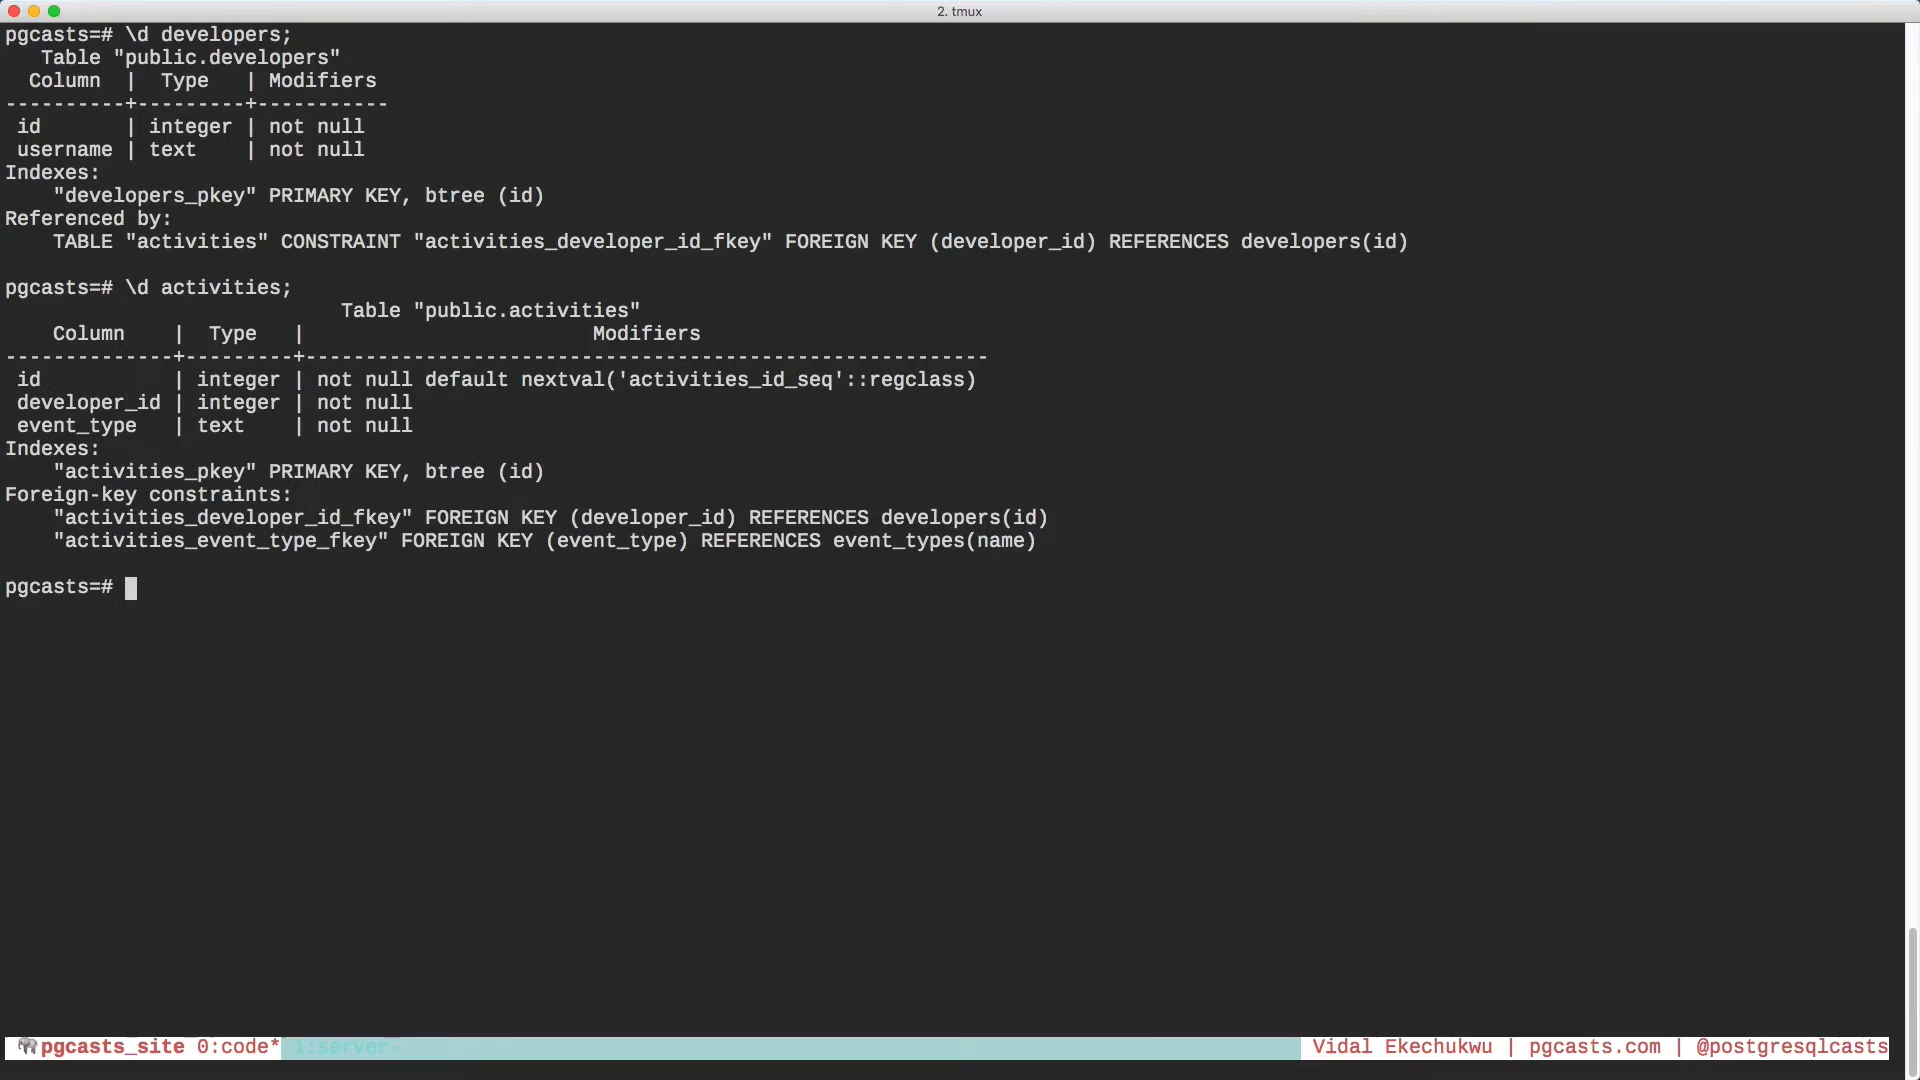 2. tmux
pgcasts=# \d developers;
   Table "public.developers"
  Column  |  Type   | Modifiers
----------+---------+-----------
 id       | integer | not null
 username | text    | not null
Indexes:
    "developers_pkey" PRIMARY KEY, btree (id)
Referenced by:
    TABLE "activities" CONSTRAINT "activities_developer_id_fkey" FOREIGN KEY (developer_id) REFERENCES developers(id)
pgcasts=# \d activities;
                            Table "public.activities"
    Column    |  Type   |                        Modifiers
--------------+---------+---------------------------------------------------------
 id           | integer | not null default nextval('activities_id_seq'::regclass)
 developer_id | integer | not null
 event_type   | text    | not null
Indexes:
    "activities_pkey" PRIMARY KEY, btree (id)
Foreign-key constraints:
    "activities_developer_id_fkey" FOREIGN KEY (developer_id) REFERENCES developers(id)
    "activities_event_type_fkey" FOREIGN KEY (event_type) REFERENCES event_types(name)
pgcasts=#
🐘pgcasts_site 0:code* 1:server- Vidal Ekechukwu | pgcasts.com | @postgresqlcasts